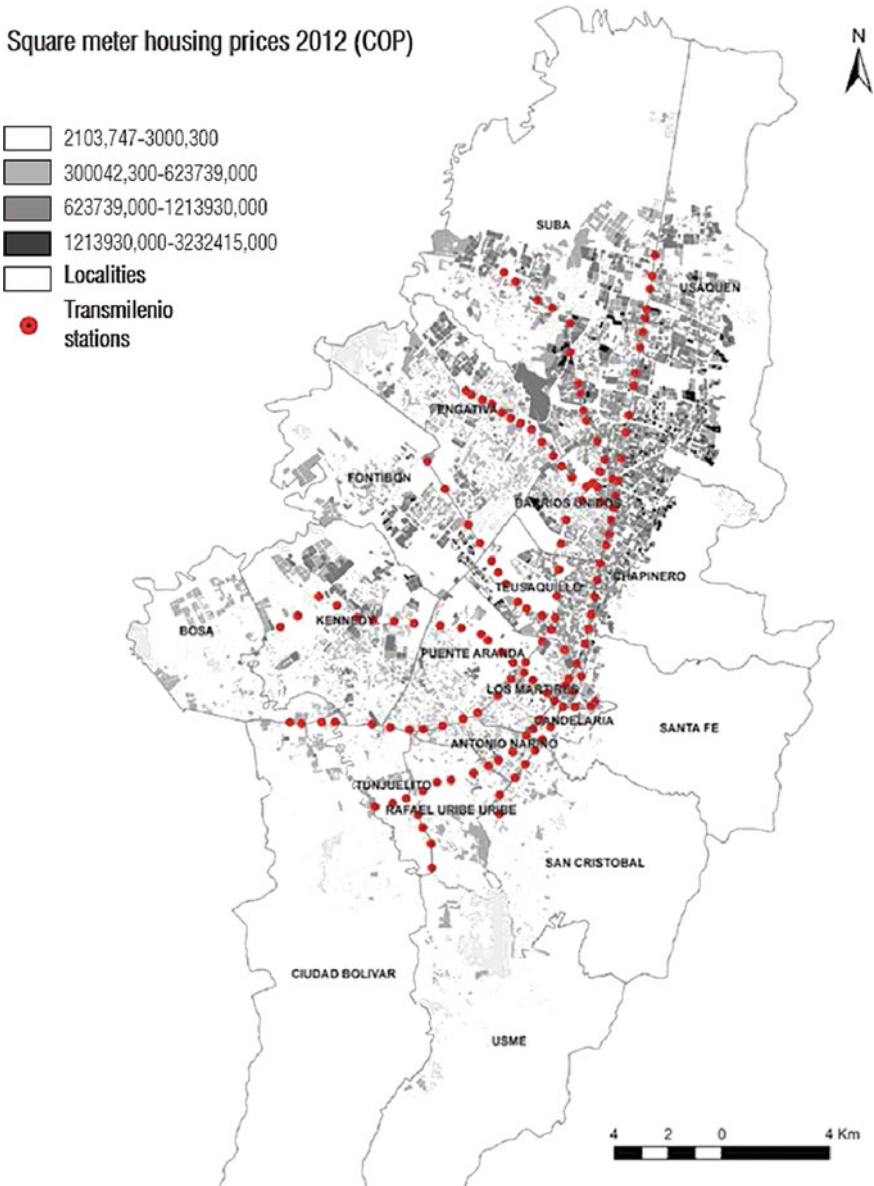 Square meter housing prices 2012 (COP)
N
2103,747-3000,300
300042,300-623739,000
623739,000-1213930,000
1213930,000-3232415,000
Localities
Transmilenio
stations
SUBA
USAQUEN
ENGATIVA
FONTIBON
BARRIOS UNIDOS
CHAPINERO
TEUSAQUILLO
KENNEDY
BOSA
PUENTE ARANDA
LOS MARTIRES
CANDELARIA
SANTA FE
ANTONIO NARIÑO
TUNJUELITO
RAFAEL URIBE URIBE
SAN CRISTOBAL
CIUDAD BOLIVAR
USME
4 2 0 4 Km